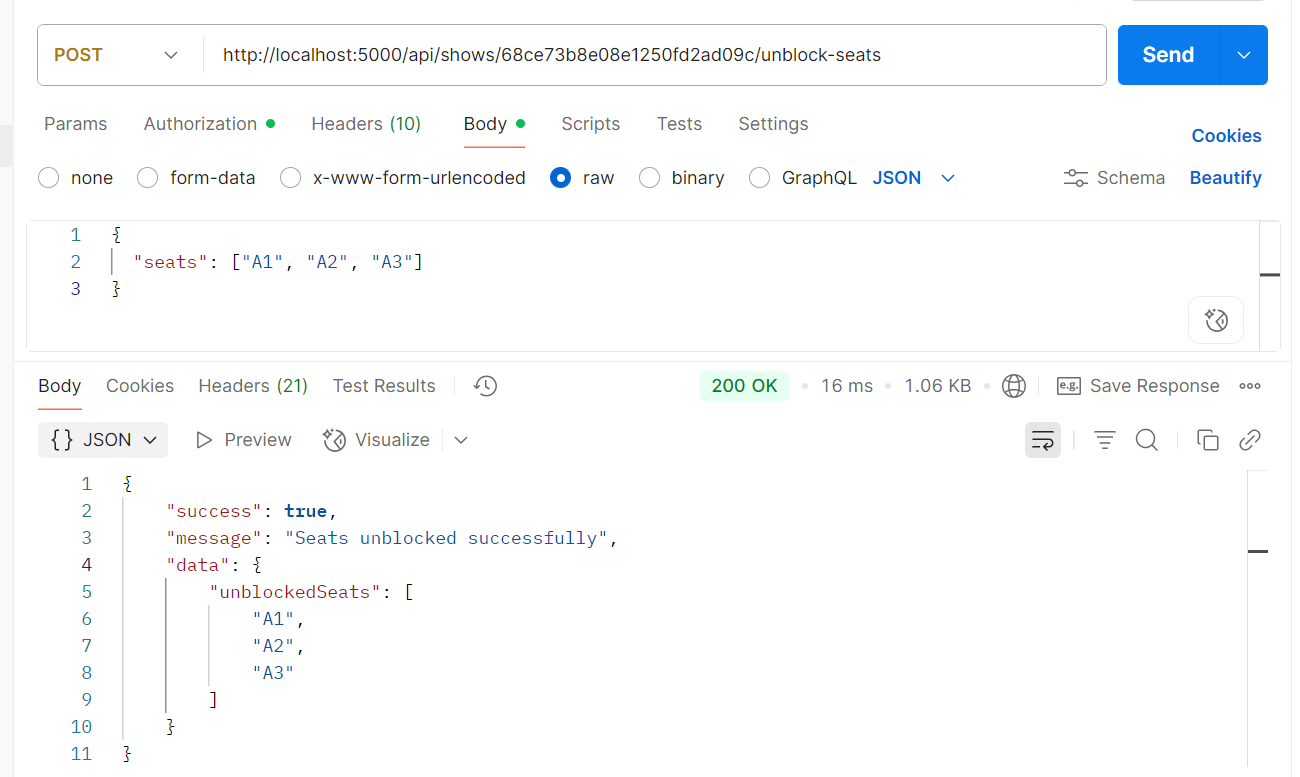 POST http://localhost:5000/api/shows/68ce73b8e08e1250fd2ad09c/unblock-seats Send
Params Authorization Headers (10) Body Scripts Tests Settings
Cookies
none form-data x-www-form-urlencoded raw binary GraphQL JSON Schema Beautify
1 {
2 "seats": ["A1", "A2", "A3"]
3 }
Body Cookies Headers (21) Test Results 200 OK 16 ms 1.06 KB e.g. Save Response
{} JSON Preview Visualize
1 {
2 "success": true,
3 "message": "Seats unblocked successfully",
4 "data": {
5 "unblockedSeats": [
6 "A1",
7 "A2",
8 "A3"
9 ]
10 }
11 }